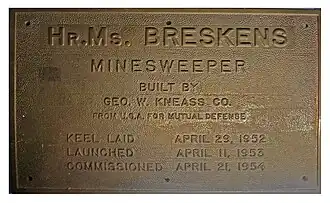 HR.MS. BRESKENS
MINESWEEPER
BUILT BY
GEO. W. KNEASS CO.
FROM U.S.A. FOR MUTUAL DEFENSE
KEEL LAID APRIL 29, 1952
LAUNCHED APRIL 11, 1953
COMMISSIONED APRIL 21, 1954